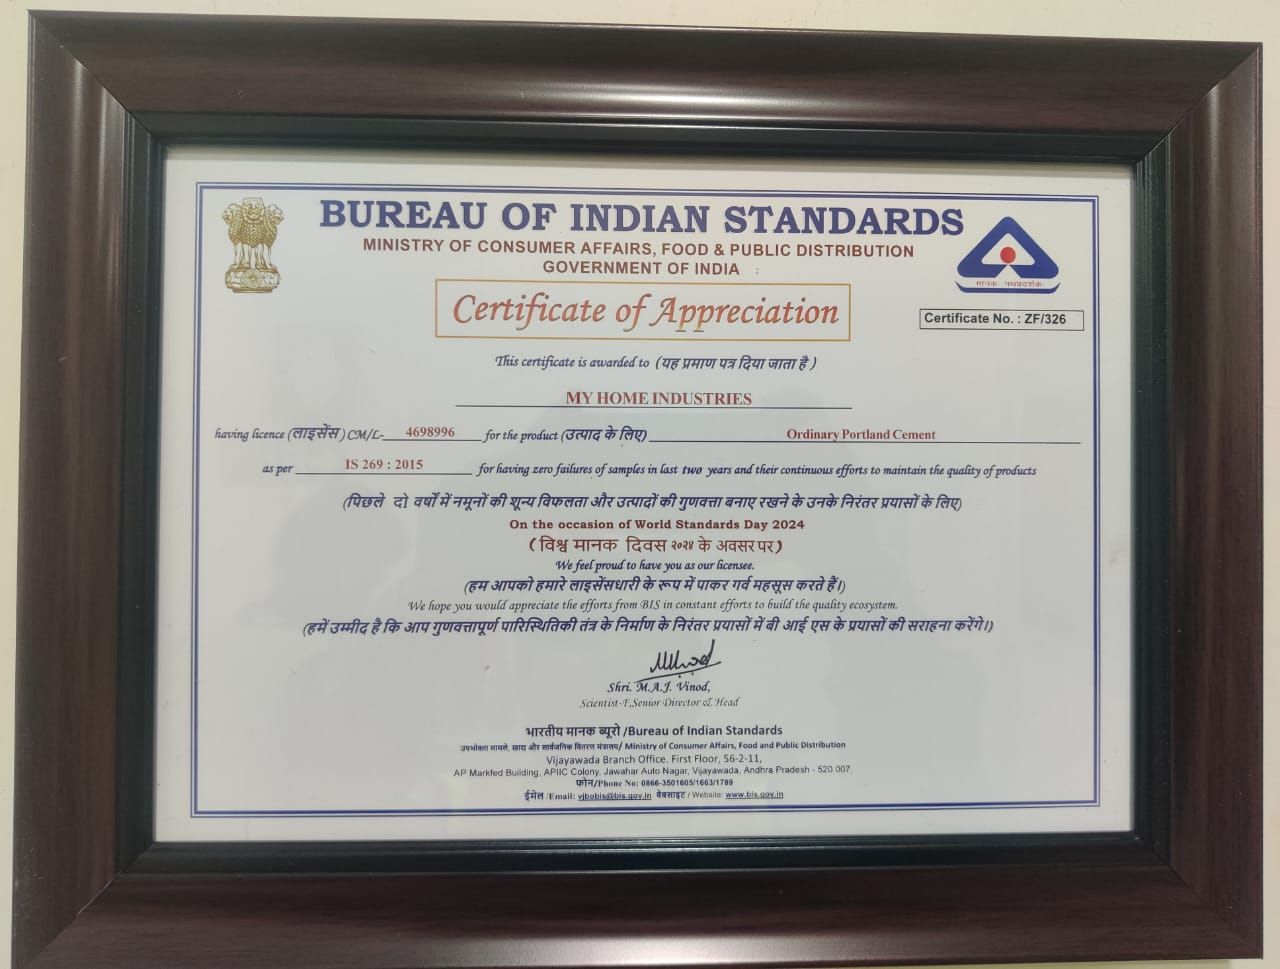 BUREAU OF INDIAN STANDARDS
MINISTRY OF CONSUMER AFFAIRS, FOOD & PUBLIC DISTRIBUTION
GOVERNMENT OF INDIA
मानकः पथप्रदर्शकः
Certificate of Appreciation
Certificate No. : ZF/326
This certificate is awarded to (यह प्रमाण पत्र दिया जाता है )
MY HOME INDUSTRIES
having licence (लाइसेंस) CM/L- 4698996 for the product (उत्पाद के लिए) Ordinary Portland Cement
as per IS 269 : 2015 for having zero failures of samples in last two years and their continuous efforts to maintain the quality of products
(पिछले दो वर्षों में नमूनों की शून्य विफलता और उत्पादों की गुणवत्ता बनाए रखने के उनके निरंतर प्रयासों के लिए)
On the occasion of World Standards Day 2024
( विश्व मानक दिवस २०२४ के अवसर पर )
We feel proud to have you as our licensee.
(हम आपको हमारे लाइसेंसधारी के रूप में पाकर गर्व महसूस करते हैं।)
We hope you would appreciate the efforts from BIS in constant efforts to build the quality ecosystem.
(हमें उम्मीद है कि आप गुणवत्तापूर्ण पारिस्थितिकी तंत्र के निर्माण के निरंतर प्रयासों में बी आई एस के प्रयासों की सराहना करेंगे।)
Shri. M.A.J. Vinod,
Scientist-F,Senior Director & Head
भारतीय मानक ब्यूरो /Bureau of Indian Standards
उपभोक्ता मामले, खाद्य और सार्वजनिक वितरण मंत्रालय/ Ministry of Consumer Affairs, Food and Public Distribution
Vijayawada Branch Office. First Floor, 56-2-11,
AP Markfed Building, APIIC Colony, Jawahar Auto Nagar, Vijayawada, Andhra Pradesh - 520 007.
फोन/Phone No: 0866-3501605/1663/1789
ईमेल /Email: vjbobis@bis.gov.in वेबसाइट / Website: www.bis.gov.in